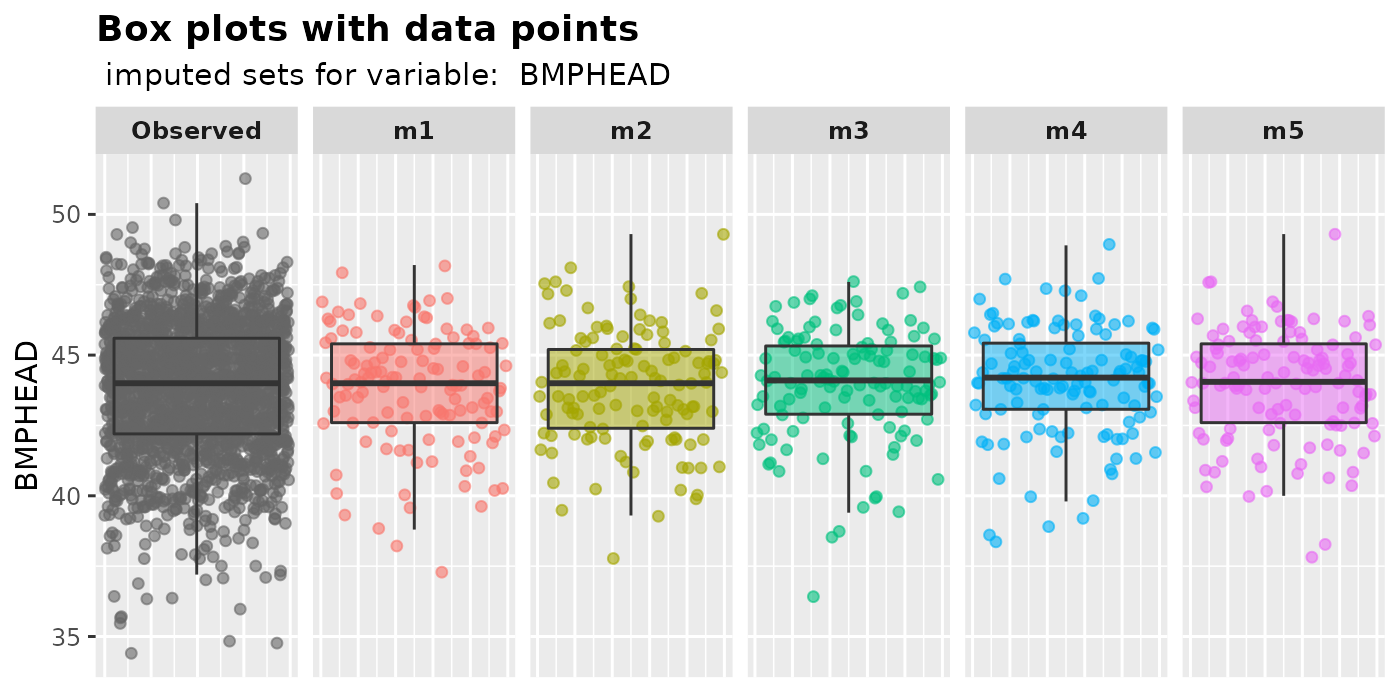 Box plots with data points
imputed sets for variable:  BMPHEAD
Observed
m1
m2
m3
m4
m5
BMPHEAD
50
45
40
35